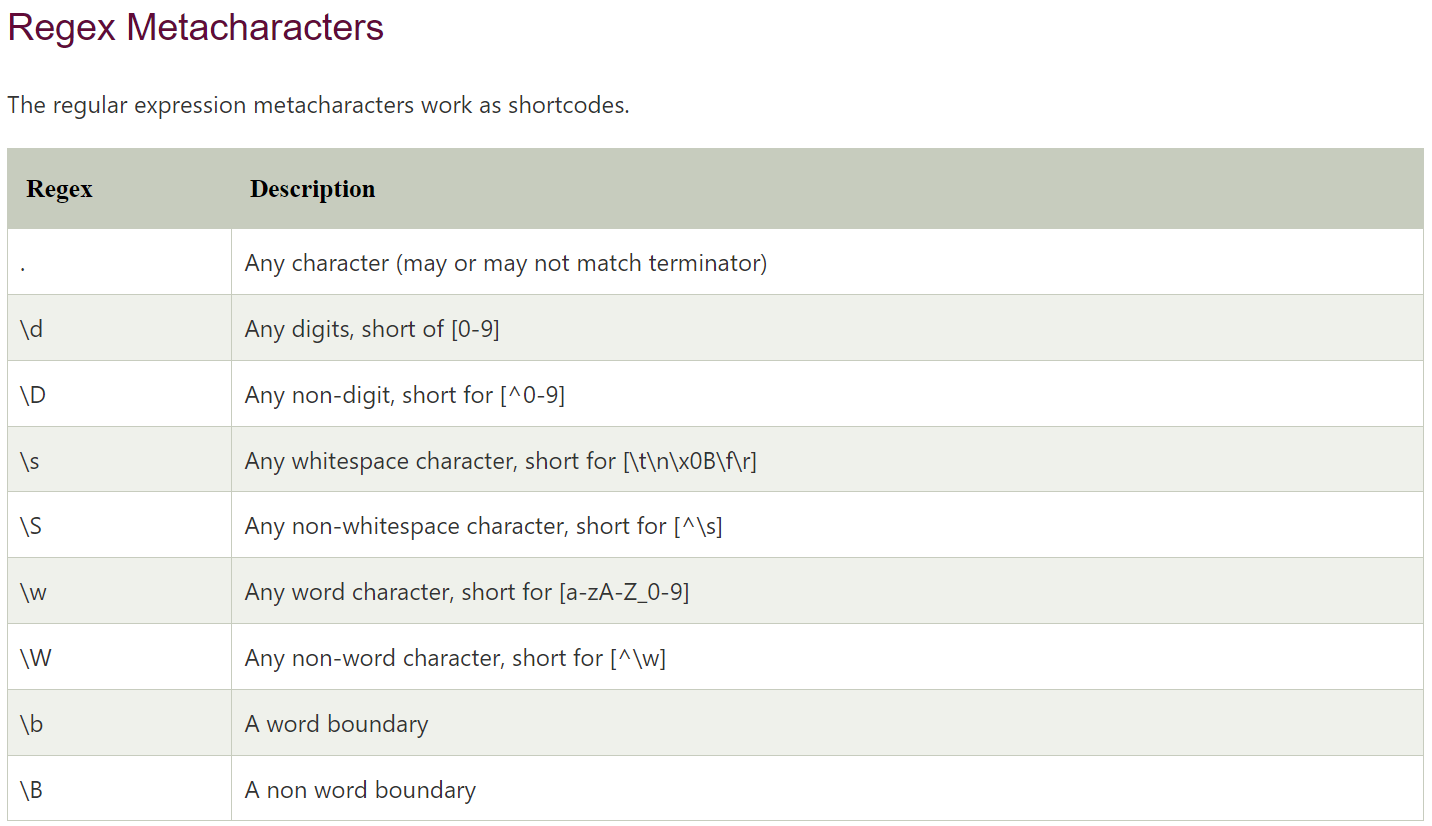 Regex Metacharacters
The regular expression metacharacters work as shortcodes.
Regex Description
. Any character (may or may not match terminator)
\d Any digits, short of [0-9]
\D Any non-digit, short for [^0-9]
\s Any whitespace character, short for [\t\n\x0B\f\r]
\S Any non-whitespace character, short for [^\s]
\w Any word character, short for [a-zA-Z_0-9]
\W Any non-word character, short for [^\w]
\b A word boundary
\B A non word boundary